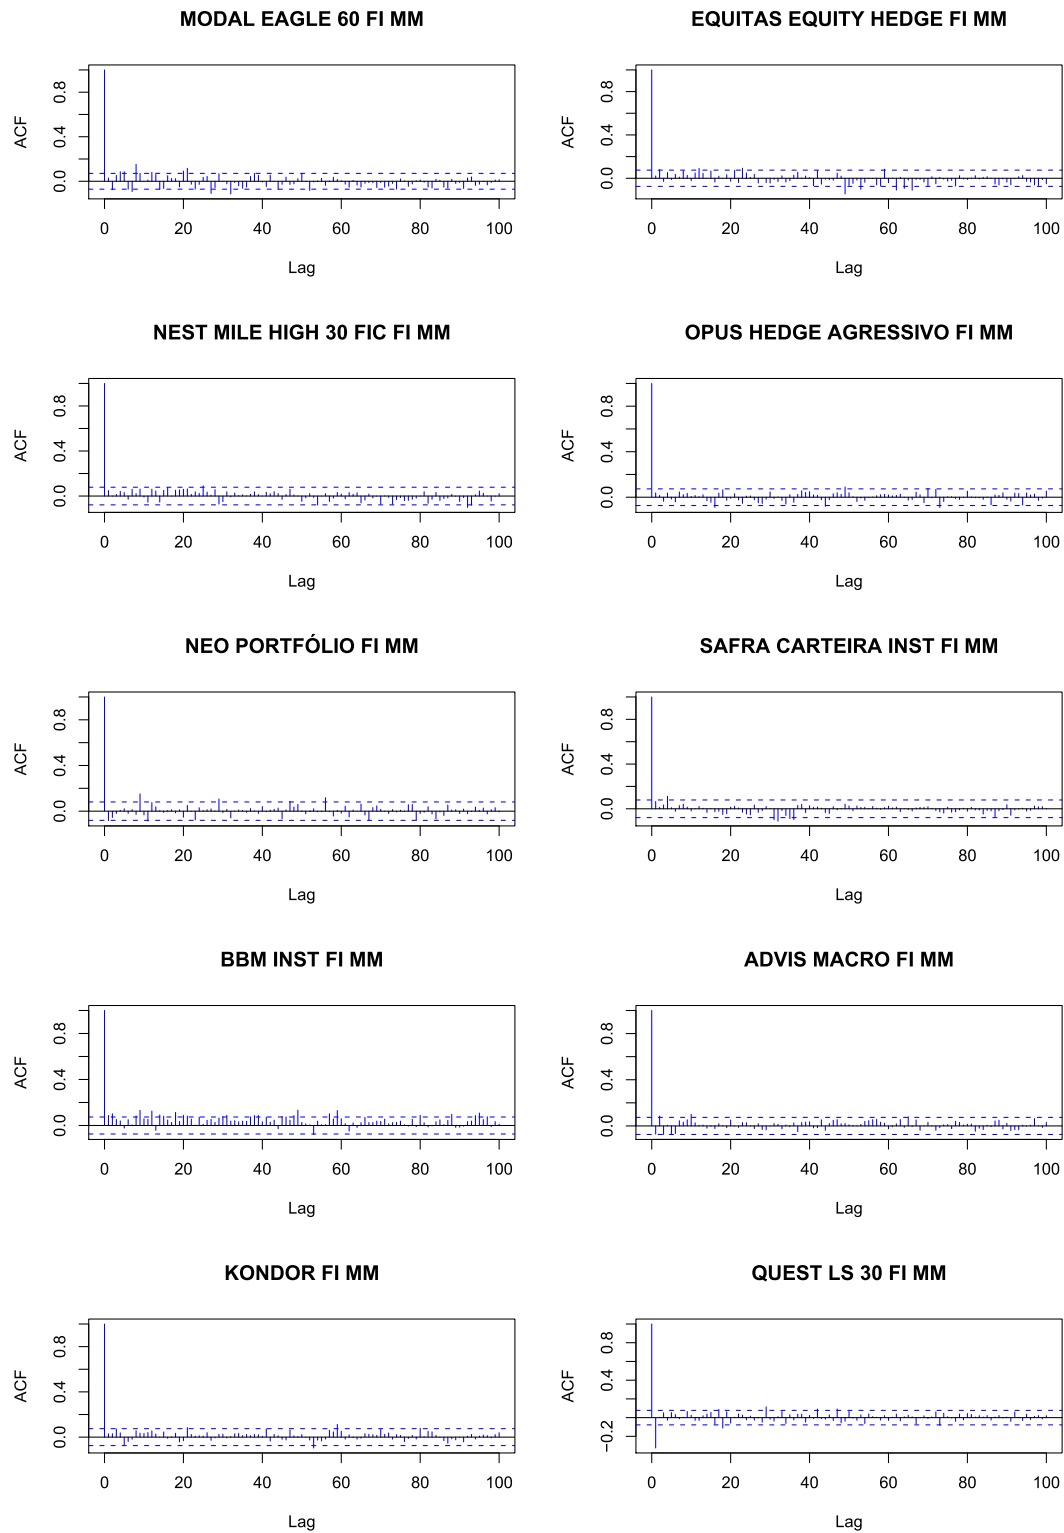 MODAL EAGLE 60 FI MM
ACF
0.0 0.4 0.8
0 20 40 60 80 100
Lag
EQUITAS EQUITY HEDGE FI MM
ACF
0.0 0.4 0.8
0 20 40 60 80 100
Lag
NEST MILE HIGH 30 FIC FI MM
ACF
0.0 0.4 0.8
0 20 40 60 80 100
Lag
OPUS HEDGE AGRESSIVO FI MM
ACF
0.0 0.4 0.8
0 20 40 60 80 100
Lag
NEO PORTFÓLIO FI MM
ACF
0.0 0.4 0.8
0 20 40 60 80 100
Lag
SAFRA CARTEIRA INST FI MM
ACF
0.0 0.4 0.8
0 20 40 60 80 100
Lag
BBM INST FI MM
ACF
0.0 0.4 0.8
0 20 40 60 80 100
Lag
ADVIS MACRO FI MM
ACF
0.0 0.4 0.8
0 20 40 60 80 100
Lag
KONDOR FI MM
ACF
0.0 0.4 0.8
0 20 40 60 80 100
Lag
QUEST LS 30 FI MM
ACF
−0.2 0.4 0.8
0 20 40 60 80 100
Lag